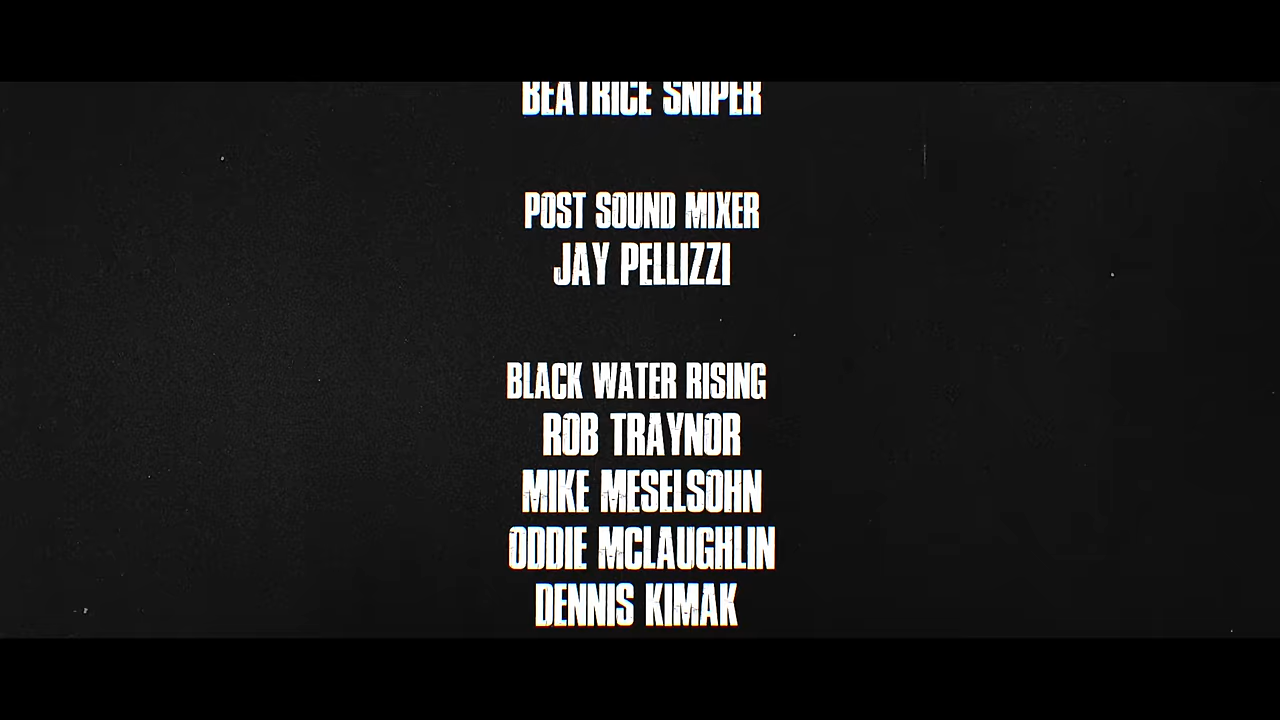 BEATRICE SNIPER
POST SOUND MIXER
JAY PELLIZZI
BLACK WATER RISING
ROB TRAYNOR
MIKE MESELSOHN
ODDIE MCLAUGHLIN
DENNIS KIMAK